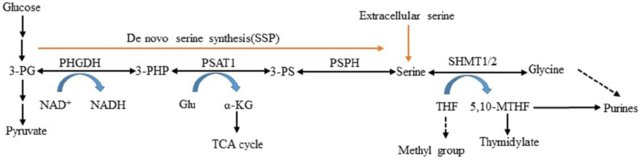 Glucose
Extracellular serine
De novo serine synthesis(SSP)
PHGDH
PSAT1
PSPH
SHMT1/2
3-PG
3-PHP
3-PS
Serine
Glycine
NAD⁺
NADH
Glu
α-KG
THF
5,10-MTHF
Purines
Pyruvate
TCA cycle
Methyl group
Thymidylate